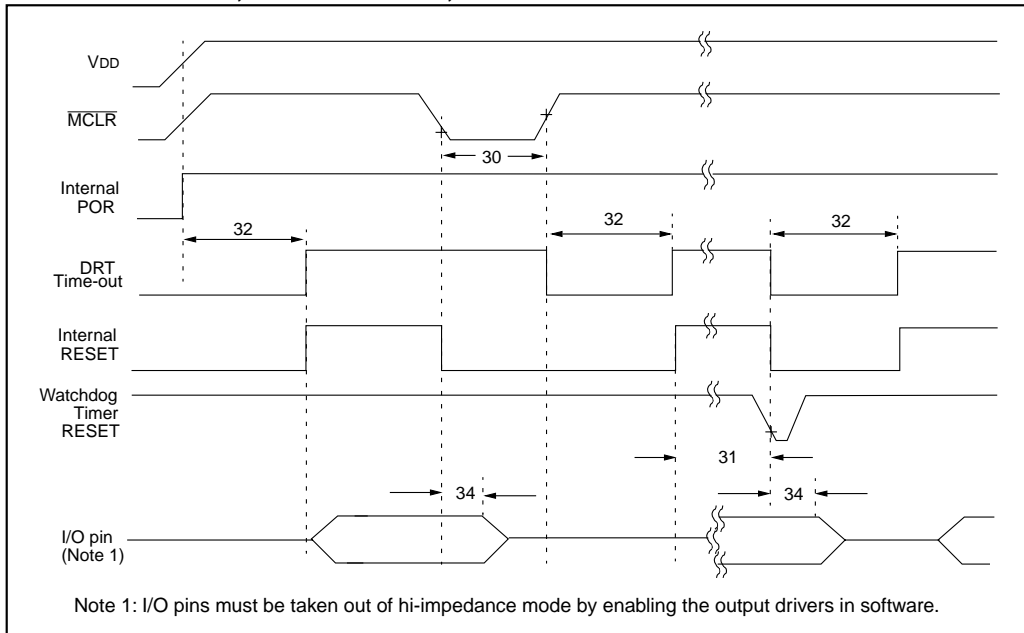 VDD
MCLR
30
Internal
POR
32
32
32
DRT
Time-out
Internal
RESET
Watchdog
Timer
RESET
31
34
34
I/O pin
(Note 1)
Note 1: I/O pins must be taken out of hi-impedance mode by enabling the output drivers in software.